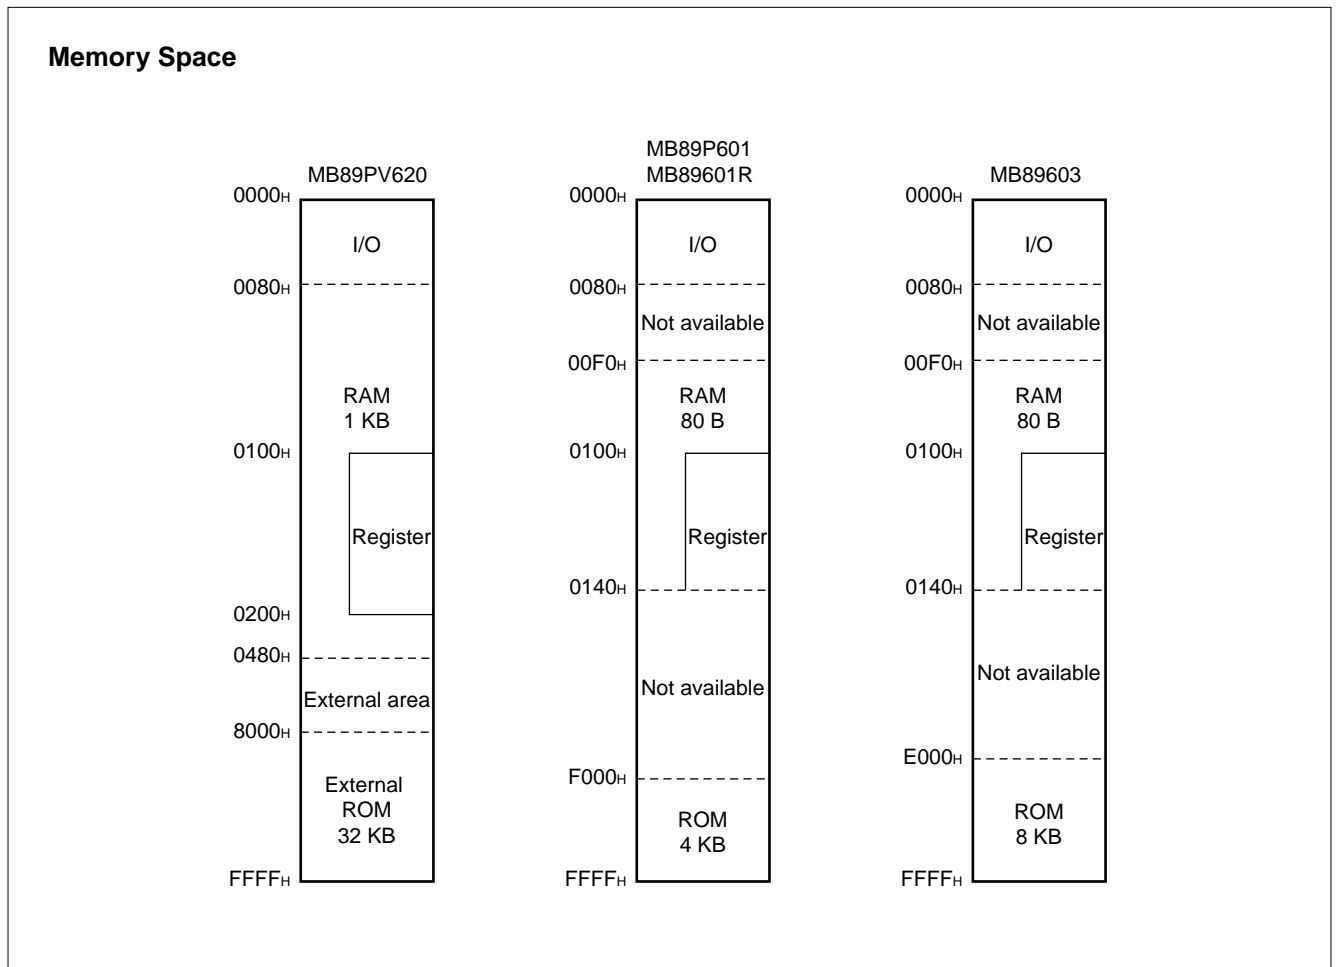 Memory Space
MB89PV620
0000H
I/O
0080H
RAM
1 KB
0100H
Register
0200H
0480H
External area
8000H
External
ROM
32 KB
FFFFH
MB89P601
MB89601R
0000H
I/O
0080H
Not available
00F0H
RAM
80 B
0100H
Register
0140H
Not available
F000H
ROM
4 KB
FFFFH
MB89603
0000H
I/O
0080H
Not available
00F0H
RAM
80 B
0100H
Register
0140H
Not available
E000H
ROM
8 KB
FFFFH